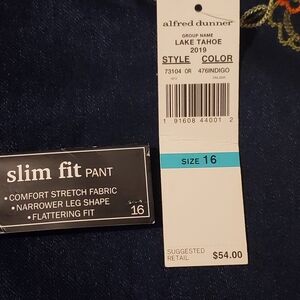 alfred dunner
GROUP NAME
LAKE TAHOE
2019
STYLE COLOR
73104 OR 476INDIGO
1 91608 44001 2
SIZE 16
SUGGESTED
RETAIL $54.00
slim fit PANT
• COMFORT STRETCH FABRIC
• NARROWER LEG SHAPE
• FLATTERING FIT
16